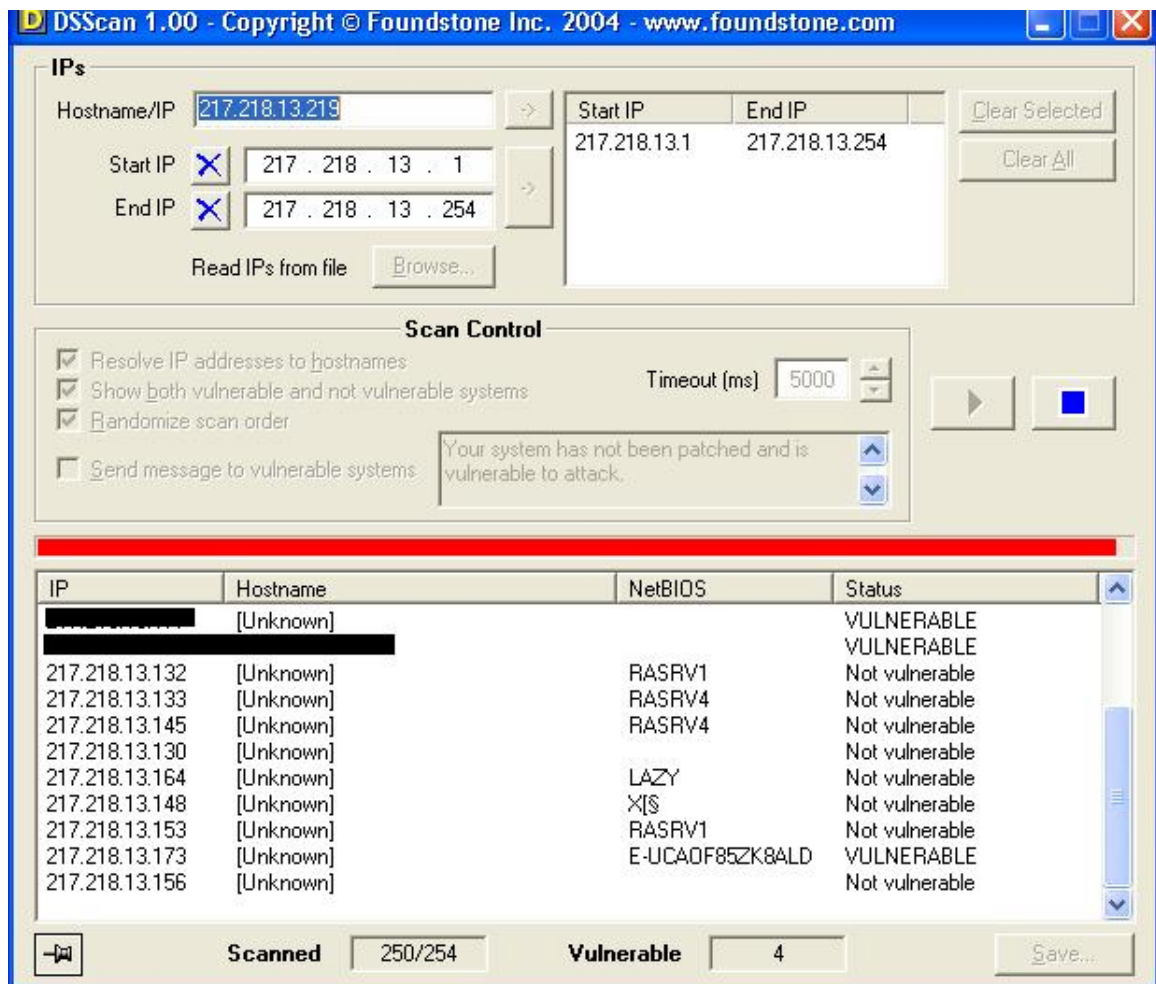 DSScan 1.00 - Copyright © Foundstone Inc. 2004 - www.foundstone.com
IPs
Hostname/IP 217.218.13.219 ->
Start IP 217 . 218 . 13 . 1
End IP 217 . 218 . 13 . 254
->
Read IPs from file Browse...
Start IP End IP
217.218.13.1 217.218.13.254
Clear Selected
Clear All
Scan Control
Resolve IP addresses to hostnames
Show both vulnerable and not vulnerable systems
Randomize scan order
Send message to vulnerable systems
Timeout (ms) 5000
Your system has not been patched and is
vulnerable to attack.
IP Hostname NetBIOS Status
[Unknown] VULNERABLE
VULNERABLE
217.218.13.132 [Unknown] RASRV1 Not vulnerable
217.218.13.133 [Unknown] RASRV4 Not vulnerable
217.218.13.145 [Unknown] RASRV4 Not vulnerable
217.218.13.130 [Unknown] Not vulnerable
217.218.13.164 [Unknown] LAZY Not vulnerable
217.218.13.148 [Unknown] X[§ Not vulnerable
217.218.13.153 [Unknown] RASRV1 Not vulnerable
217.218.13.173 [Unknown] E-UCAOF85ZK8ALD VULNERABLE
217.218.13.156 [Unknown] Not vulnerable
Scanned 250/254 Vulnerable 4 Save...